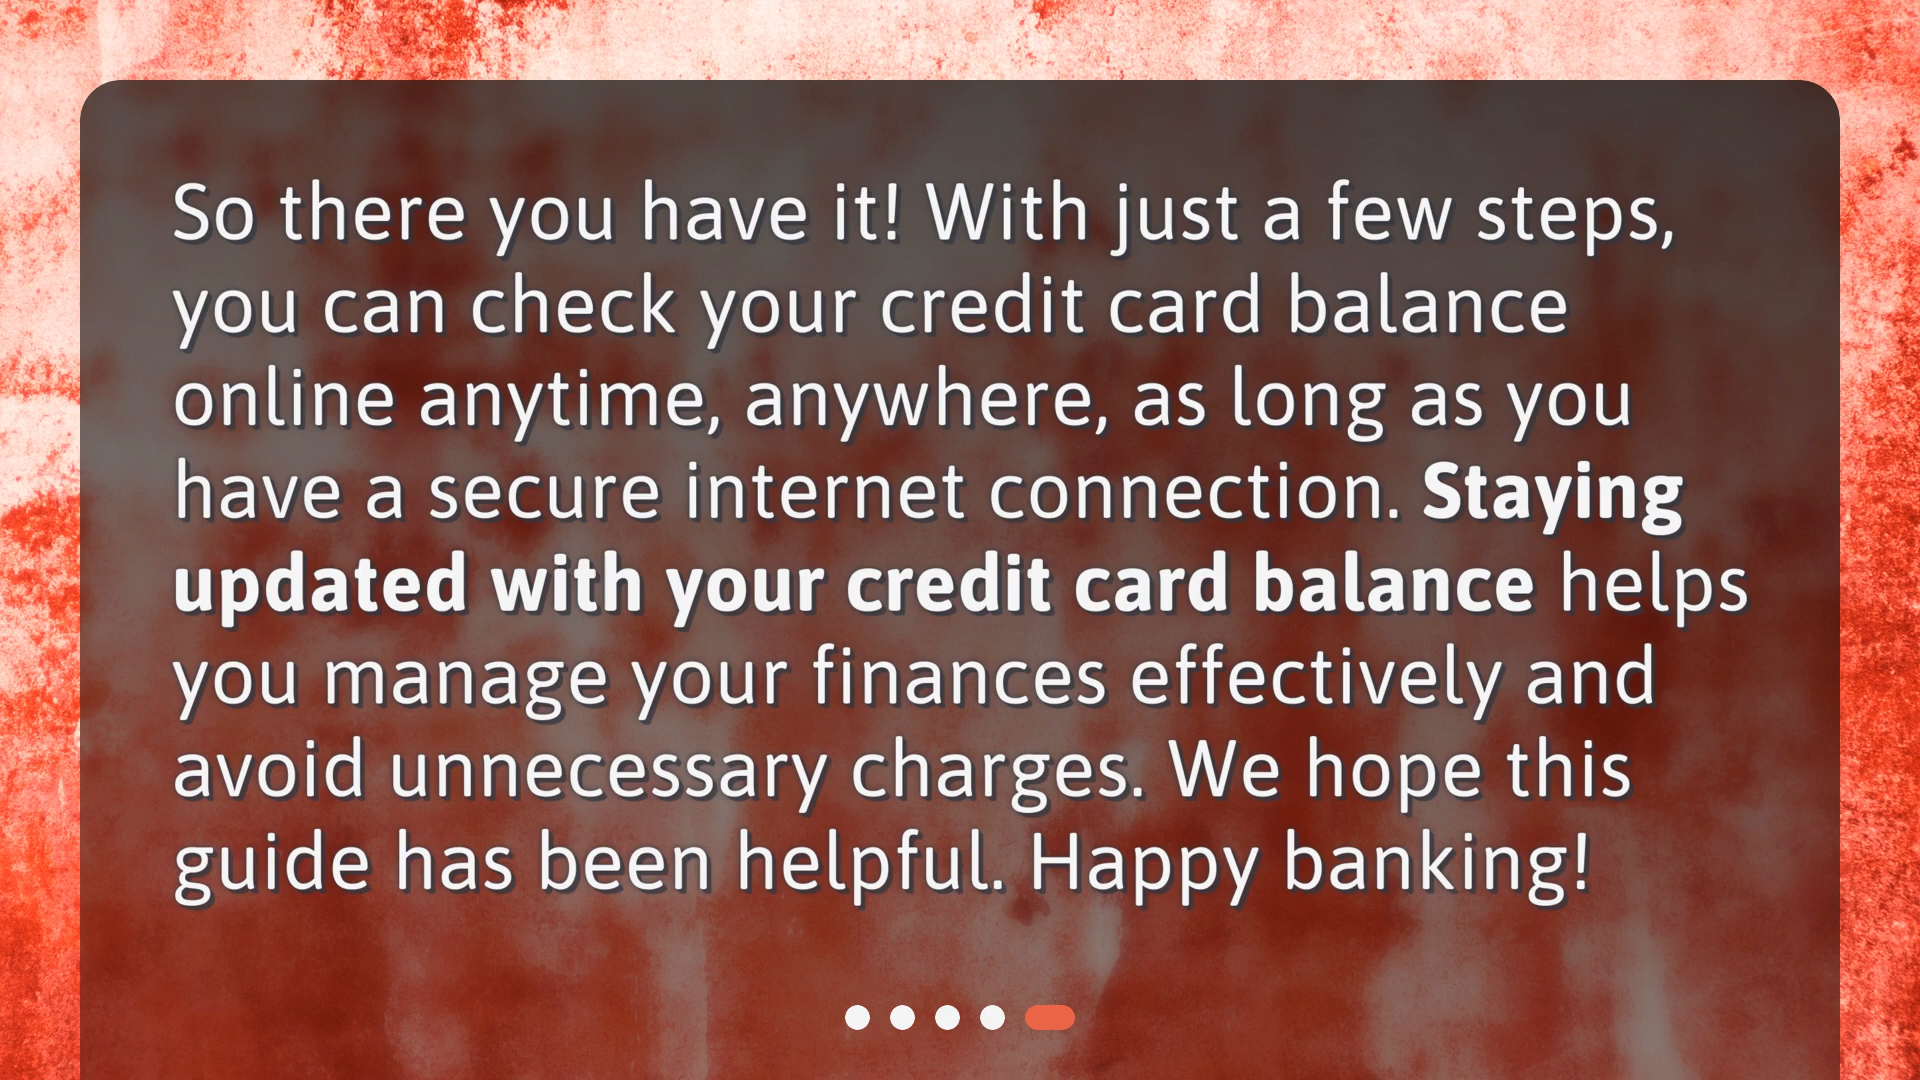 So there you have it! With just a few steps,
you can check your credit card balance
online anytime, anywhere, as long as you
have a secure internet connection. Staying
updated with your credit card balance helps
you manage your finances effectively and
avoid unnecessary charges. We hope this
guide has been helpful. Happy banking!